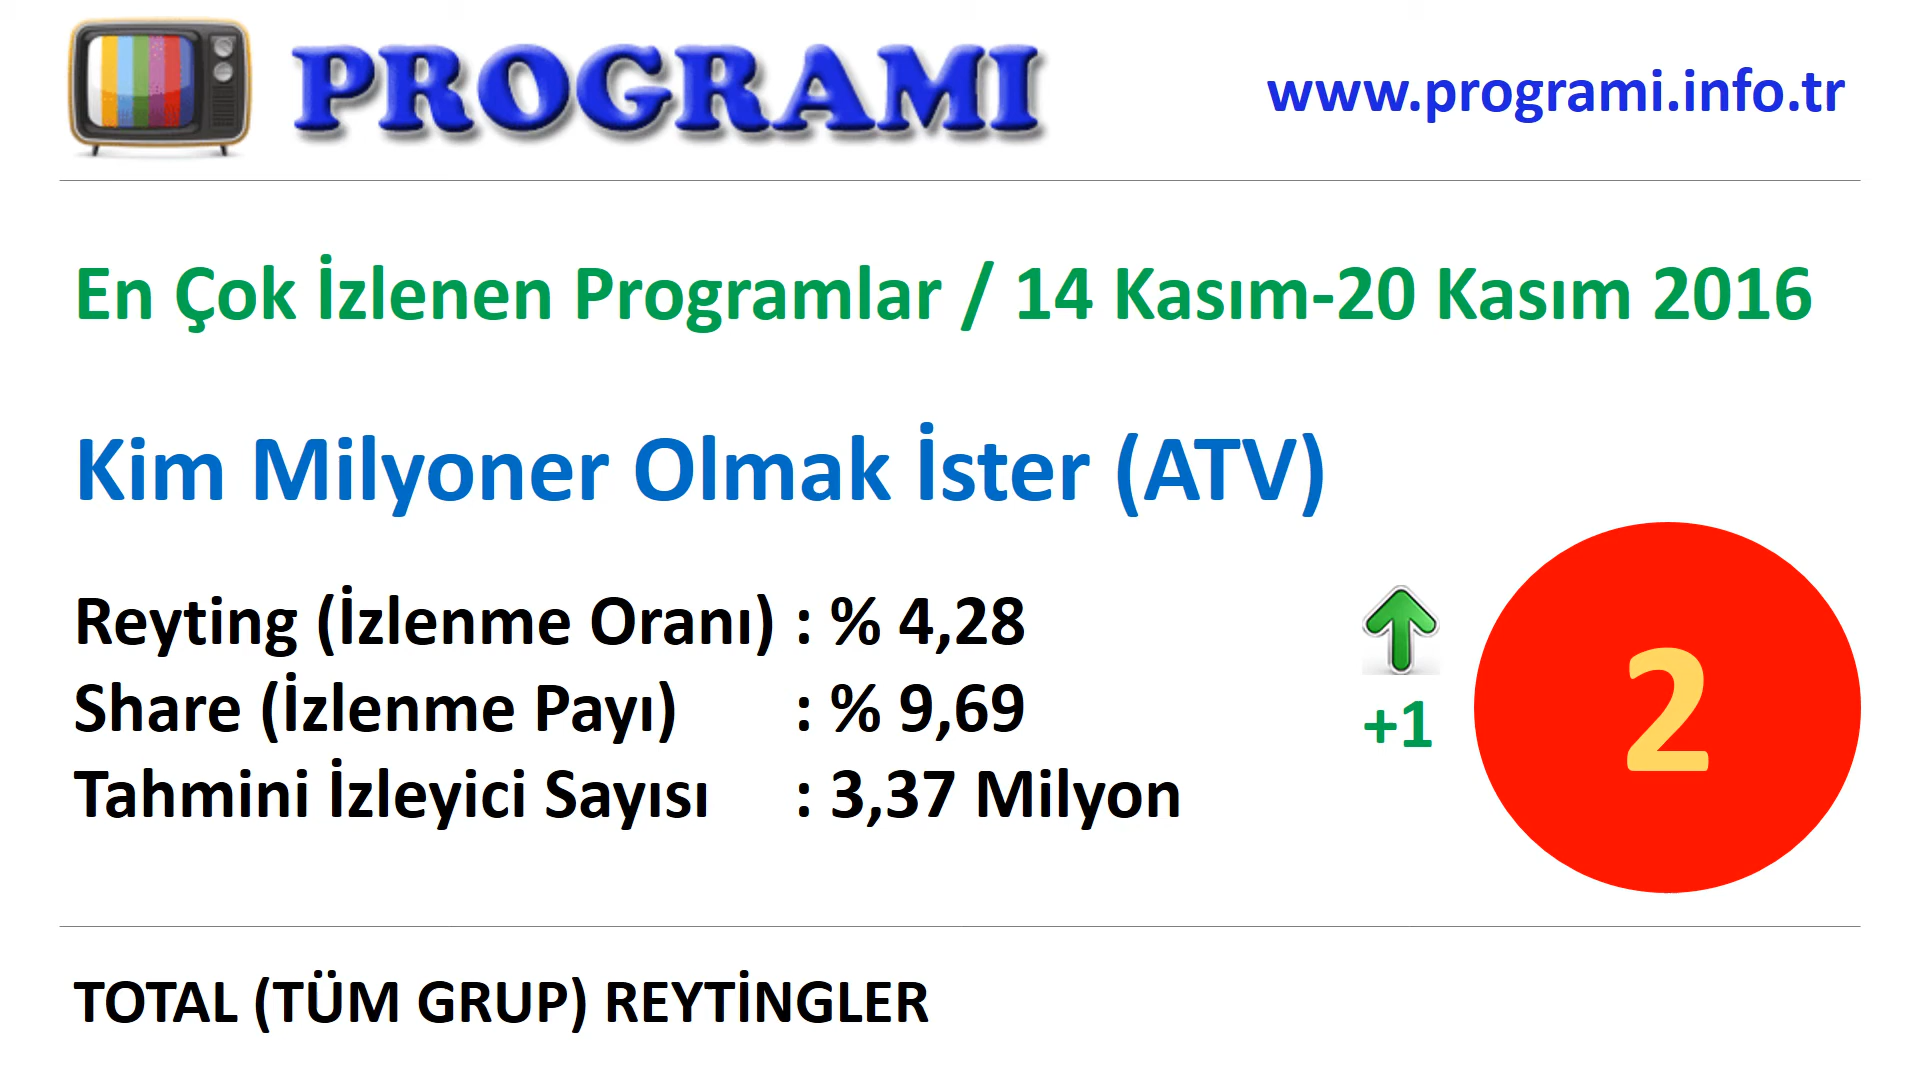 PROGRAMI
www.programi.info.tr
En Çok İzlenen Programlar / 14 Kasım-20 Kasım 2016
Kim Milyoner Olmak İster (ATV)
Reyting (İzlenme Oranı) : % 4,28
Share (İzlenme Payı) : % 9,69
Tahmini İzleyici Sayısı : 3,37 Milyon
+1
2
TOTAL (TÜM GRUP) REYTİNGLER